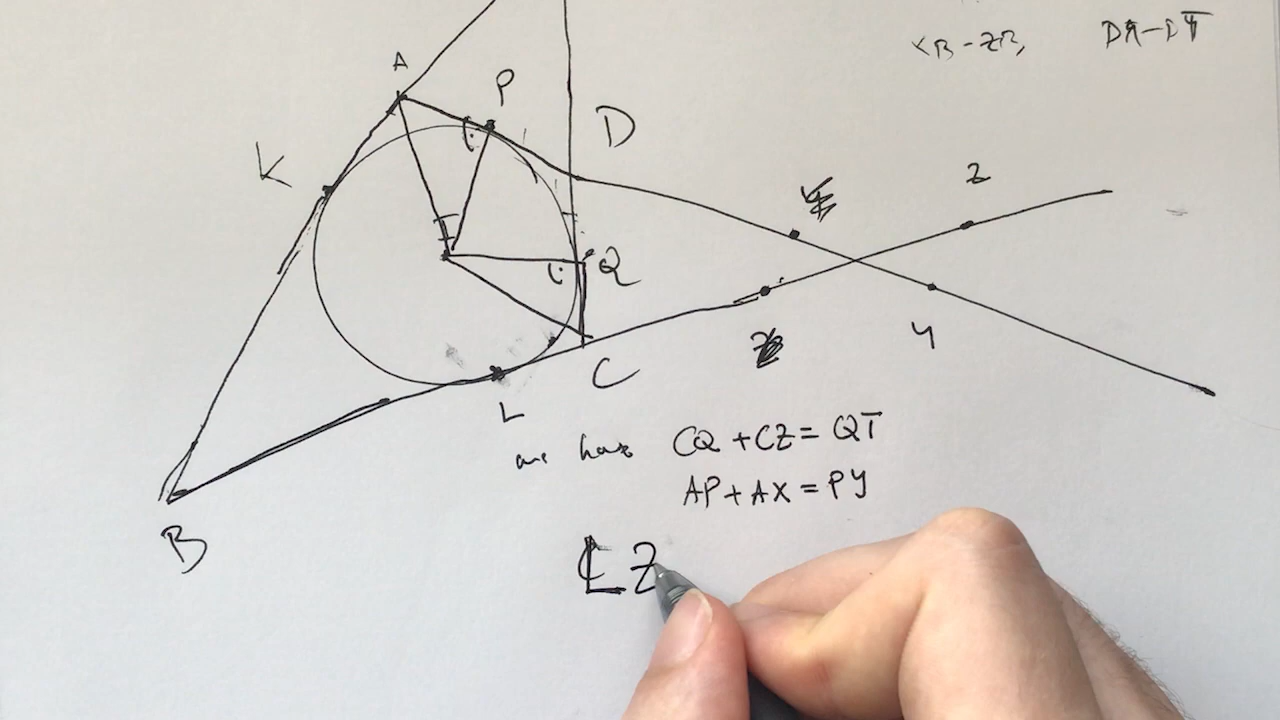 A
P
D
K
Z
Q
Y
C
L
we have CQ + CZ = QT
AP + AX = PY
B
LZ